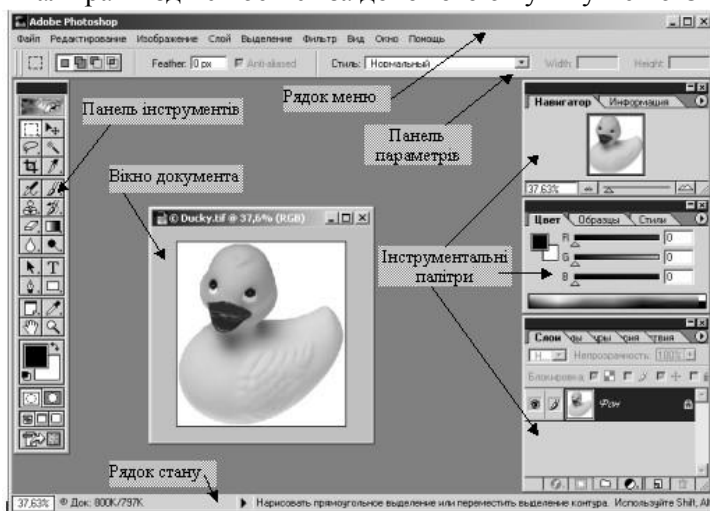 Adobe Photoshop
Файл Редактирование Изображение Слой Выделение Фильтр Вид Окно Помощь
Feather: 0 px Anti-aliased Стиль: Нормальный Width: Height:
Рядок меню
Панель інструментів
Панель параметрів
Навигатор Информация
37,63%
Вікно документа
© Ducky.tif @ 37,6% (RGB)
Цвет Образцы Стили
R 0
G 0
B 0
Інструментальні палітри
Слои
Непрозрачность: 100%
Блокировка:
Фон
Рядок стану
37,63% Док: 800K/797K Нарисовать прямоугольное выделение или переместить выделение контура. Используйте Shift, Al